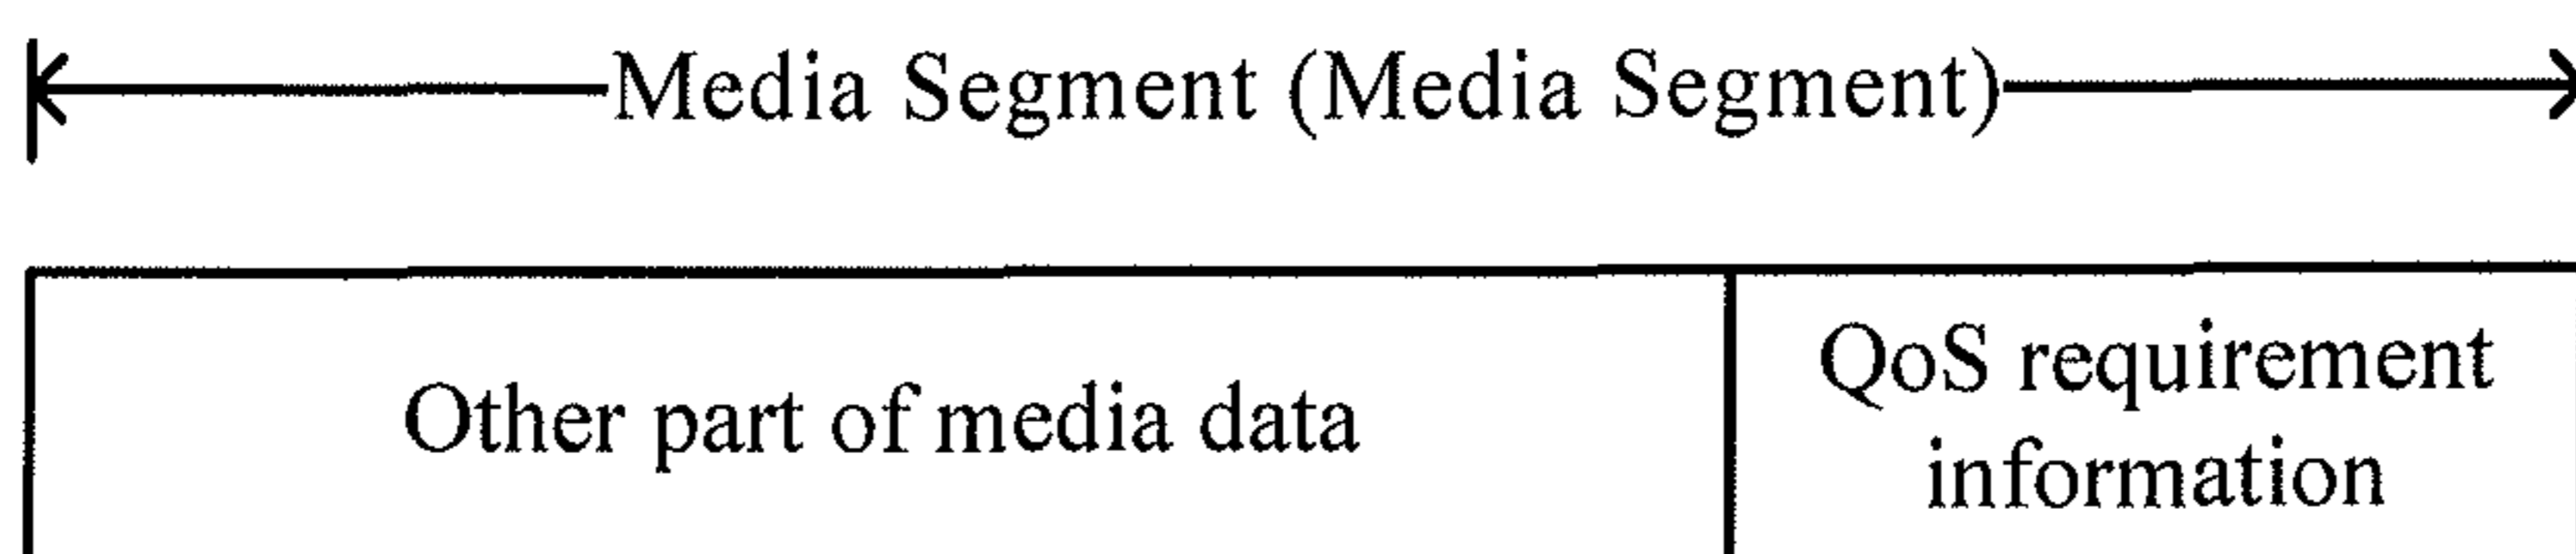 Media Segment (Media Segment)
Other part of media data
QoS requirement
information